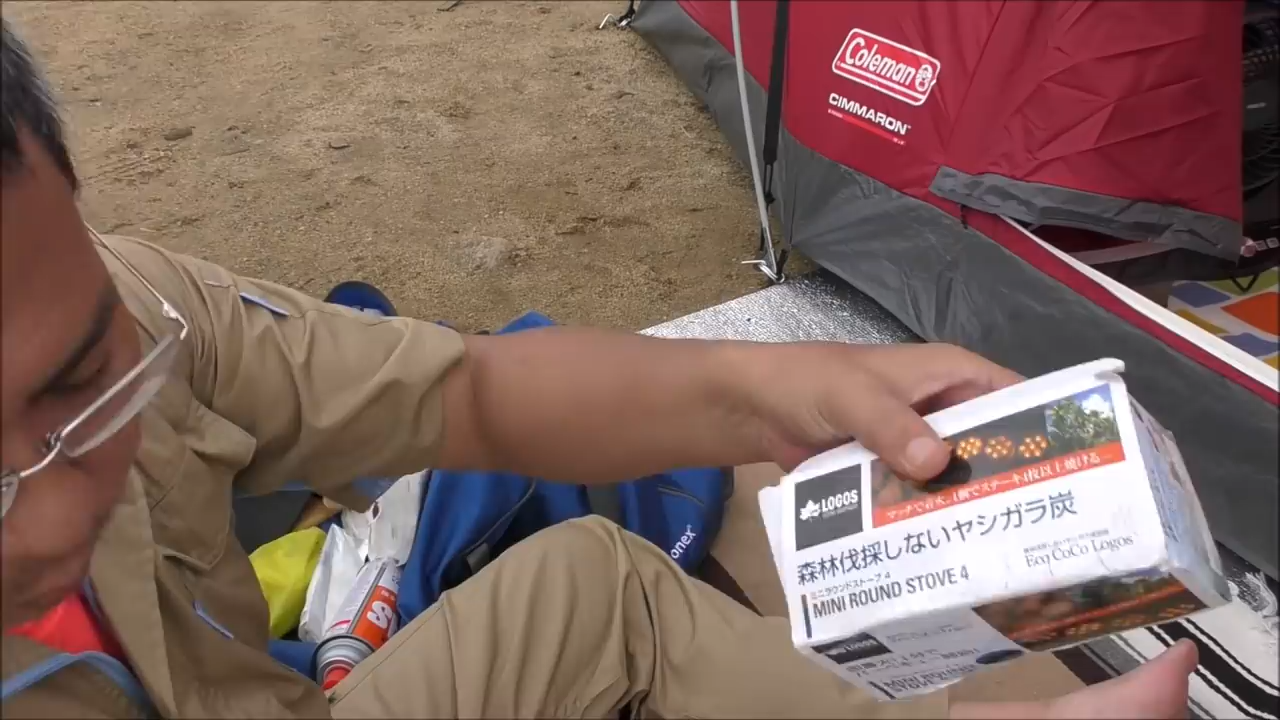 Coleman
CIMMARON
LOGOS
マッチで着火、1個でステーキ4枚以上焼ける…
森林伐採しないヤシガラ炭
Eco CoCo Logos
ミニラウンドストーブ 4
MINI ROUND STOVE 4
LOGOS
onex